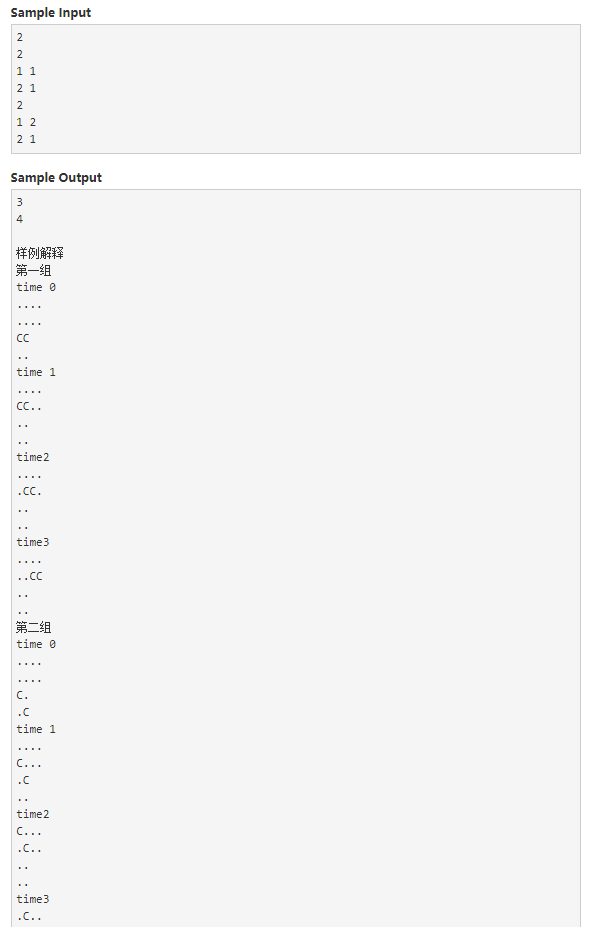 Sample Input
2
2
1 1
2 1
2
1 2
2 1
Sample Output
3
4
样例解释
第一组
time 0
....
....
CC
..
time 1
....
CC..
..
..
time2
....
.CC.
..
..
time3
....
..CC
..
..
第二组
time 0
....
....
C.
.C
time 1
....
C...
.C
..
time2
C...
.C..
..
..
time3
.C..